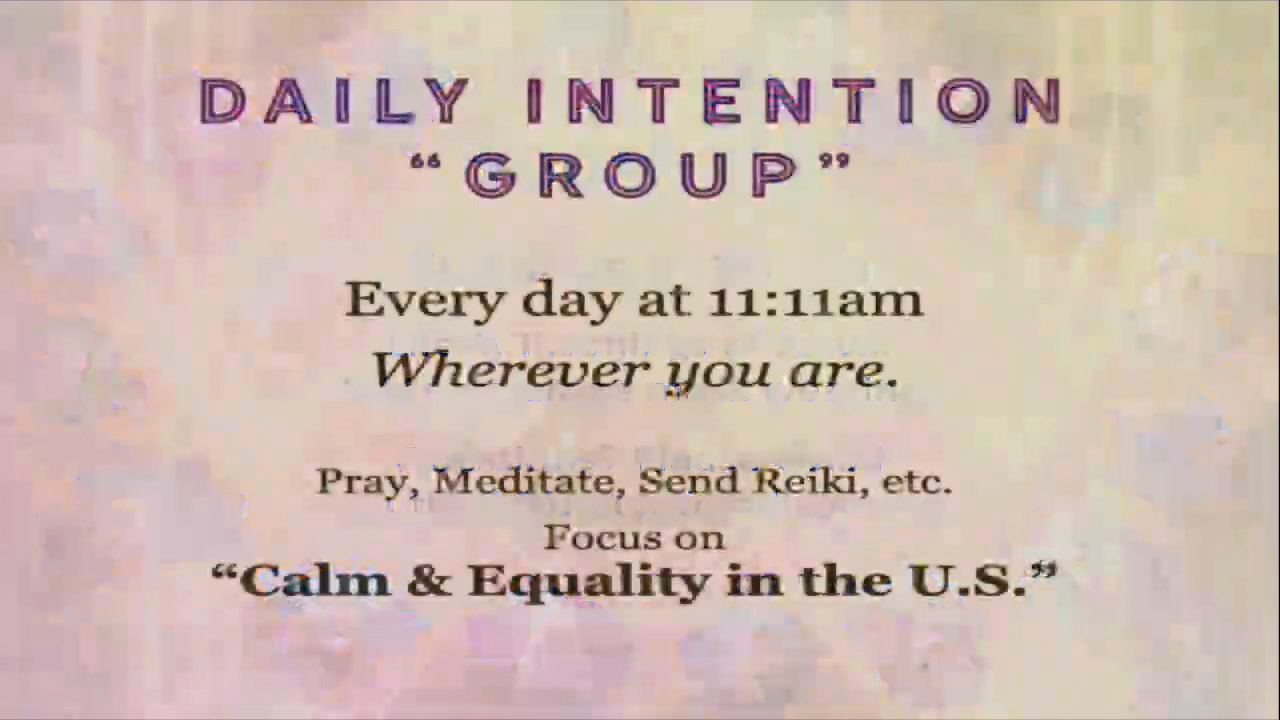 DAILY INTENTION
“GROUP”
Every day at 11:11am
Wherever you are.
Pray, Meditate, Send Reiki, etc.
Focus on
“Calm & Equality in the U.S.”